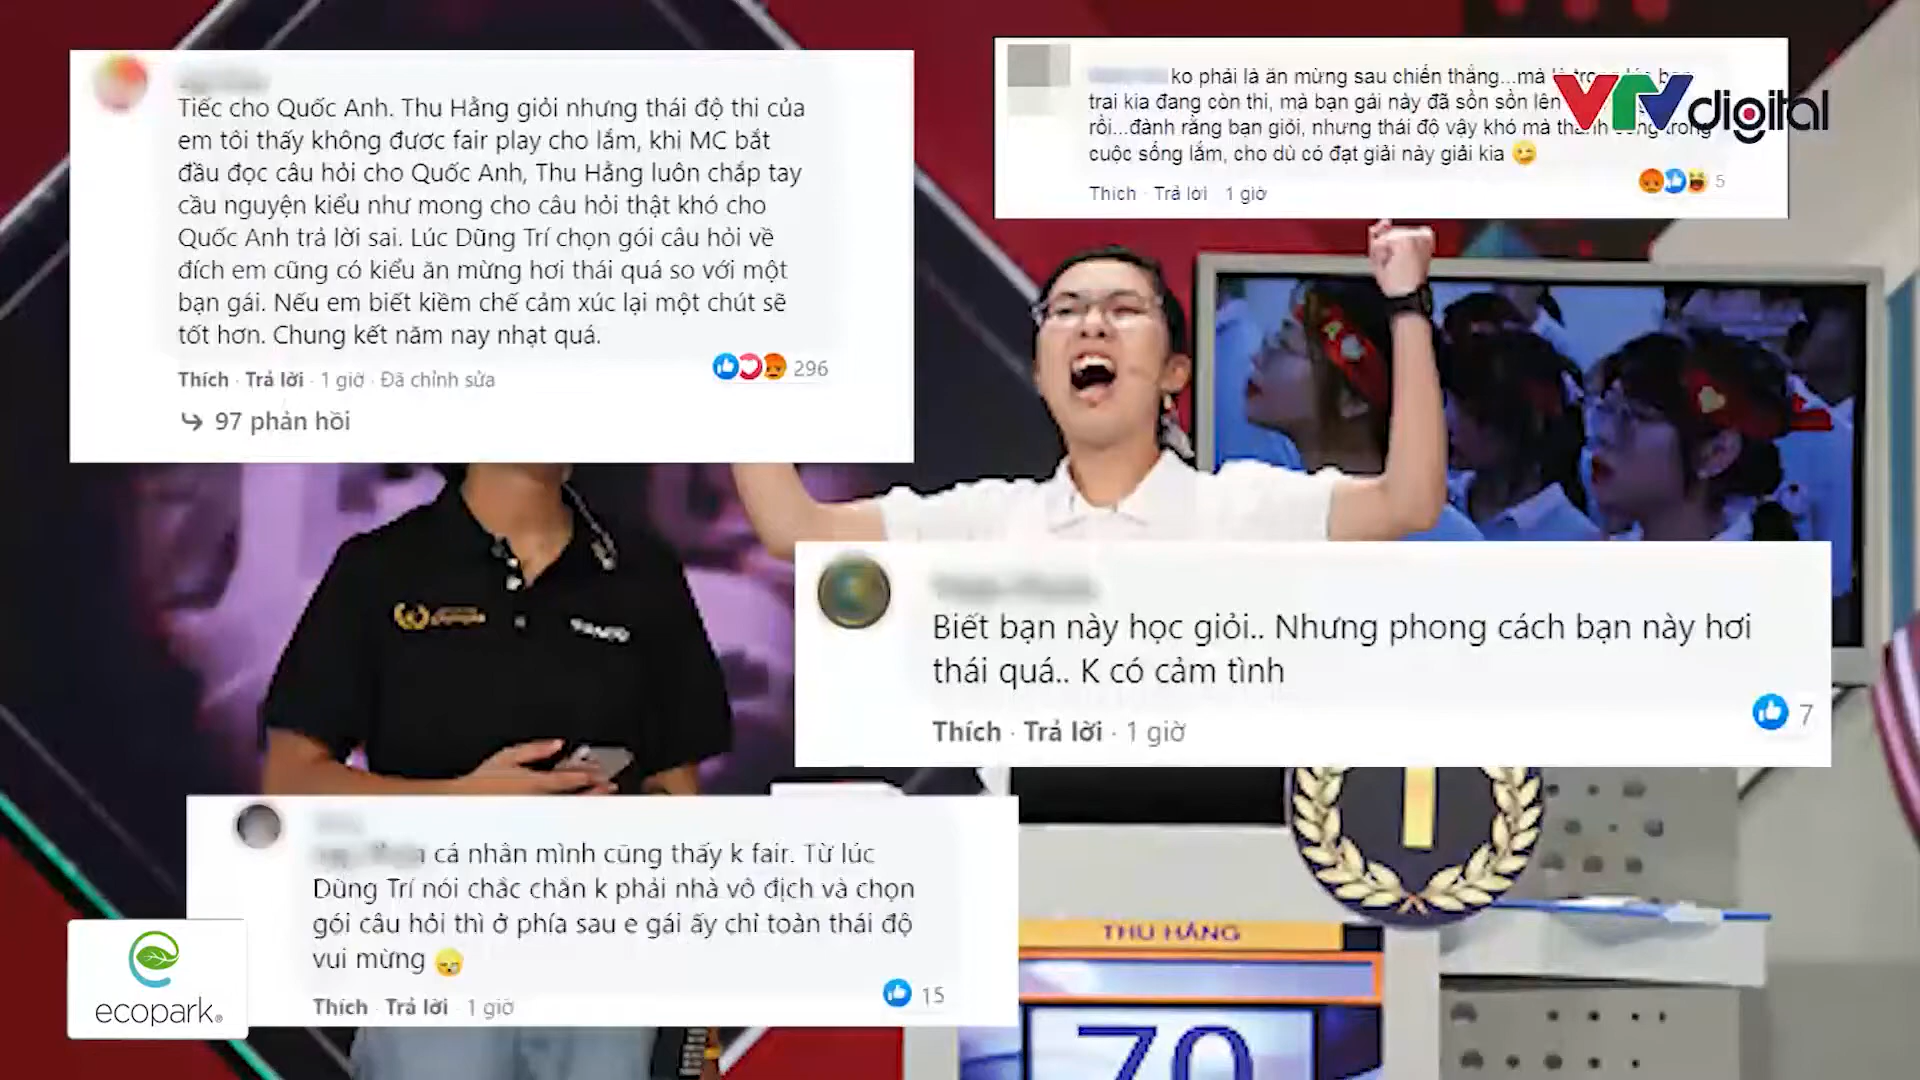 Tiếc cho Quốc Anh. Thu Hằng giỏi nhưng thái độ thi của
em tôi thấy không được fair play cho lắm, khi MC bắt
đầu đọc câu hỏi cho Quốc Anh, Thu Hằng luôn chắp tay
cầu nguyện kiểu như mong cho câu hỏi thật khó cho
Quốc Anh trả lời sai. Lúc Dũng Trí chọn gói câu hỏi về
đích em cũng có kiểu ăn mừng hơi thái quá so với một
bạn gái. Nếu em biết kiềm chế cảm xúc lại một chút sẽ
tốt hơn. Chung kết năm nay nhạt quá.
Thích · Trả lời · 1 giờ · Đã chỉnh sửa
296
97 phản hồi
ko phải là ăn mừng sau chiến thắng...mà là trong lúc bạn
trai kia đang còn thi, mà bạn gái này đã sồn sồn lên
rồi...đành rằng bạn giỏi, nhưng thái độ vậy khó mà thành công trong
cuộc sống lắm, cho dù có đạt giải này giải kia
Thích · Trả lời · 1 giờ
5
VTV digital
Biết bạn này học giỏi.. Nhưng phong cách bạn này hơi
thái quá.. K có cảm tình
Thích · Trả lời · 1 giờ
7
cá nhân mình cũng thấy k fair. Từ lúc
Dũng Trí nói chắc chắn k phải nhà vô địch và chọn
gói câu hỏi thì ở phía sau e gái ấy chỉ toàn thái độ
vui mừng
Thích · Trả lời · 1 giờ
15
ecopark®
1
THU HẰNG
70